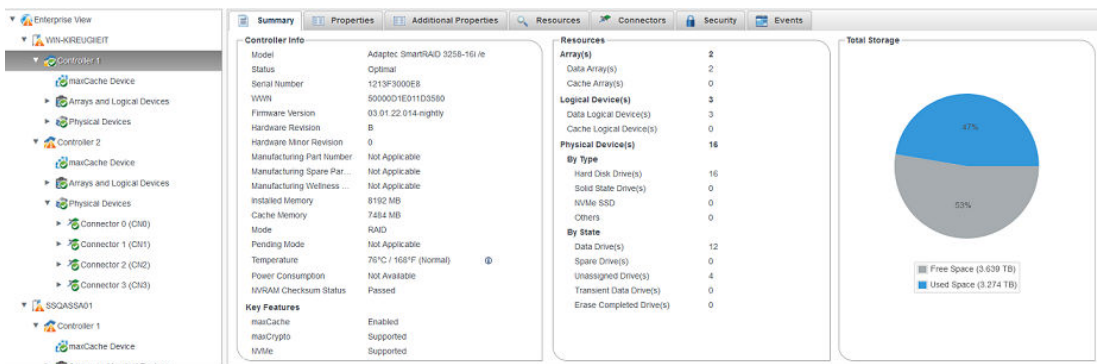 Enterprise View
WIN-KIREUGIIEIT
Controller 1
maxCache Device
Arrays and Logical Devices
Physical Devices
Controller 2
maxCache Device
Arrays and Logical Devices
Physical Devices
Connector 0 (CN0)
Connector 1 (CN1)
Connector 2 (CN2)
Connector 3 (CN3)
SSQASSA01
Controller 1
maxCache Device
Summary
Properties
Additional Properties
Resources
Connectors
Security
Events
Controller Info
Model Adaptec SmartRAID 3258-16i /e
Status Optimal
Serial Number 1213F3000E8
WWN 50000D1E011D3580
Firmware Version 03.01.22.014-nightly
Hardware Revision B
Hardware Minor Revision 0
Manufacturing Part Number Not Applicable
Manufacturing Spare Par... Not Applicable
Manufacturing Wellness ... Not Applicable
Installed Memory 8192 MB
Cache Memory 7484 MB
Mode RAID
Pending Mode Not Applicable
Temperature 76°C / 168°F (Normal)
Power Consumption Not Available
NVRAM Checksum Status Passed
Key Features
maxCache Enabled
maxCrypto Supported
NVMe Supported
Resources
Array(s) 2
Data Array(s) 2
Cache Array(s) 0
Logical Device(s) 3
Data Logical Device(s) 3
Cache Logical Device(s) 0
Physical Device(s) 16
By Type
Hard Disk Drive(s) 16
Solid State Drive(s) 0
NVMe SSD 0
Others 0
By State
Data Drive(s) 12
Spare Drive(s) 0
Unassigned Drive(s) 4
Transient Data Drive(s) 0
Erase Completed Drive(s) 0
Total Storage
47%
53%
Free Space (3.639 TB)
Used Space (3.274 TB)